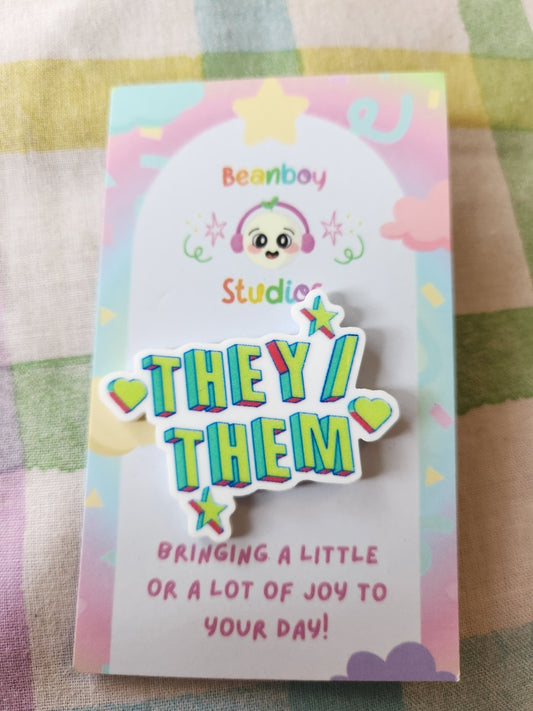 Beanboy
Studios
THEY/
THEM
BRINGING A LITTLE
OR A LOT OF JOY TO
YOUR DAY!